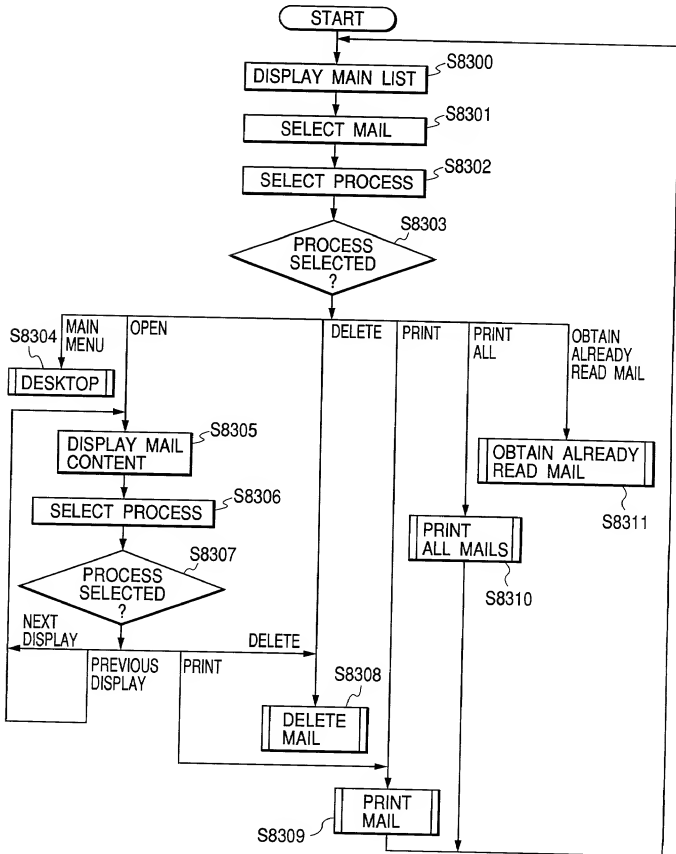 START
S8300
DISPLAY MAIN LIST
S8301
SELECT MAIL
S8302
SELECT PROCESS
S8303
PROCESS
SELECTED
?
S8304
MAIN
MENU
OPEN
DELETE
PRINT
PRINT
ALL
OBTAIN
ALREADY
READ MAIL
DESKTOP
S8305
DISPLAY MAIL
CONTENT
OBTAIN ALREADY
READ MAIL
S8311
S8306
SELECT PROCESS
PRINT
ALL MAILS
S8310
S8307
PROCESS
SELECTED
?
NEXT
DISPLAY
PREVIOUS
DISPLAY
PRINT
DELETE
S8308
DELETE
MAIL
PRINT
MAIL
S8309